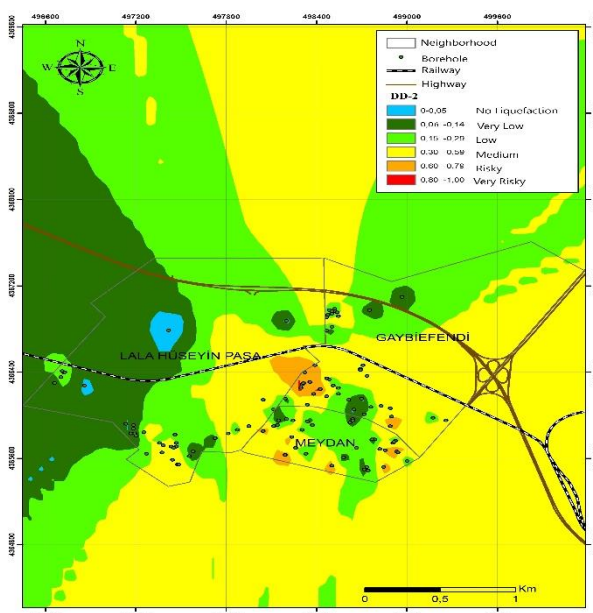 496600 497200 497800 498400 499000 499600
N
W E
S
Neighborhood
Borehole
Railway
Highway
DD-2
0-0,05 No Liquefaction
0,06 -0,14 Very Low
0,15 -0,29 Low
0,30 0,59 Medium
0,60 0,79 Risky
0,80 -1,00 Very Risky
GAYBİEFENDİ
LALA HÜSEYİN PAŞA
MEYDAN
Km
0 0,5 1